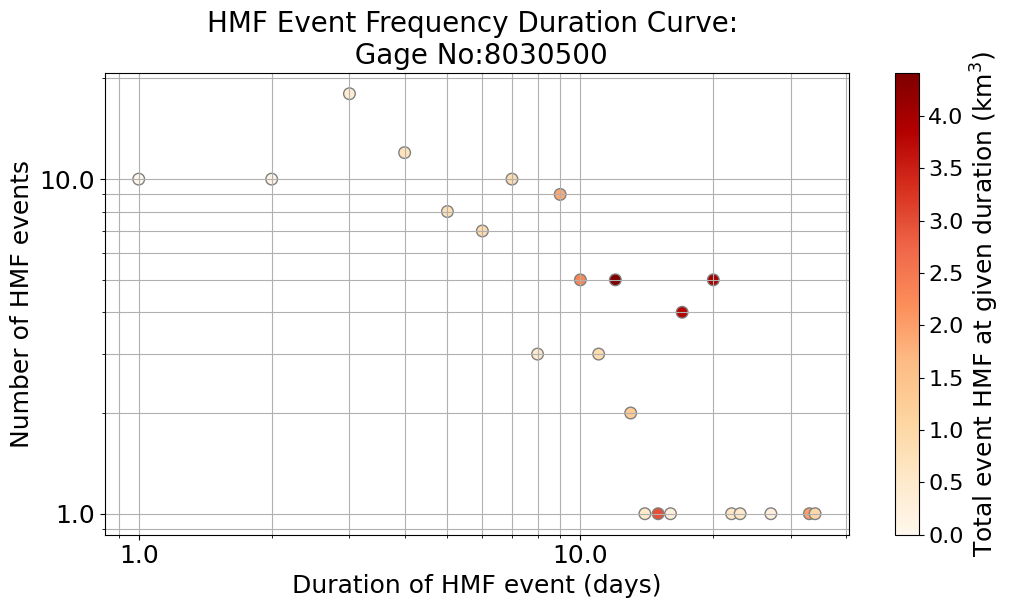 HMF Event Frequency Duration Curve:
Gage No:8030500
Number of HMF events
10.0
1.0
1.0
10.0
Duration of HMF event (days)
4.0
3.5
3.0
2.5
2.0
1.5
1.0
0.5
0.0
Total event HMF at given duration (km³)